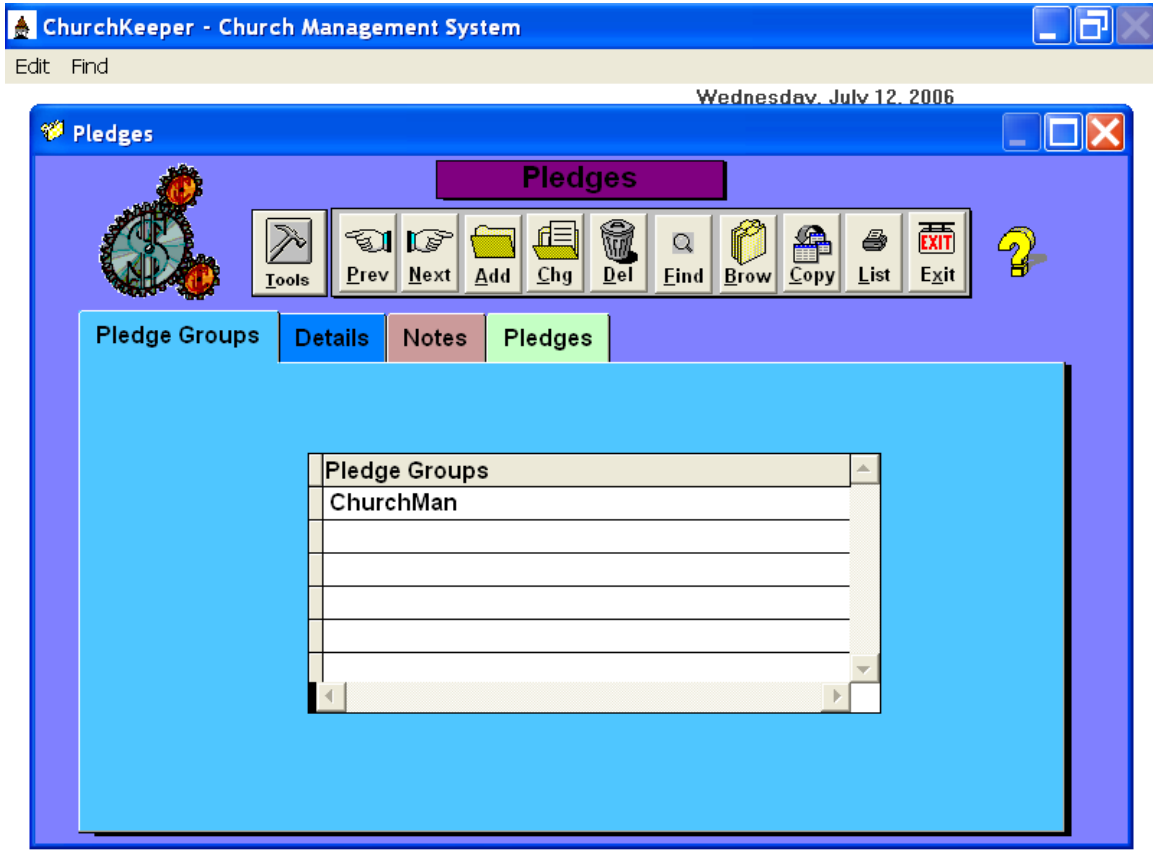 ChurchKeeper - Church Management System
Edit Find
Wednesday, July 12, 2006
Pledges
Pledges
Tools Prev Next Add Chg Del Find Brow Copy List EXIT Exit
Pledge Groups Details Notes Pledges
Pledge Groups
ChurchMan